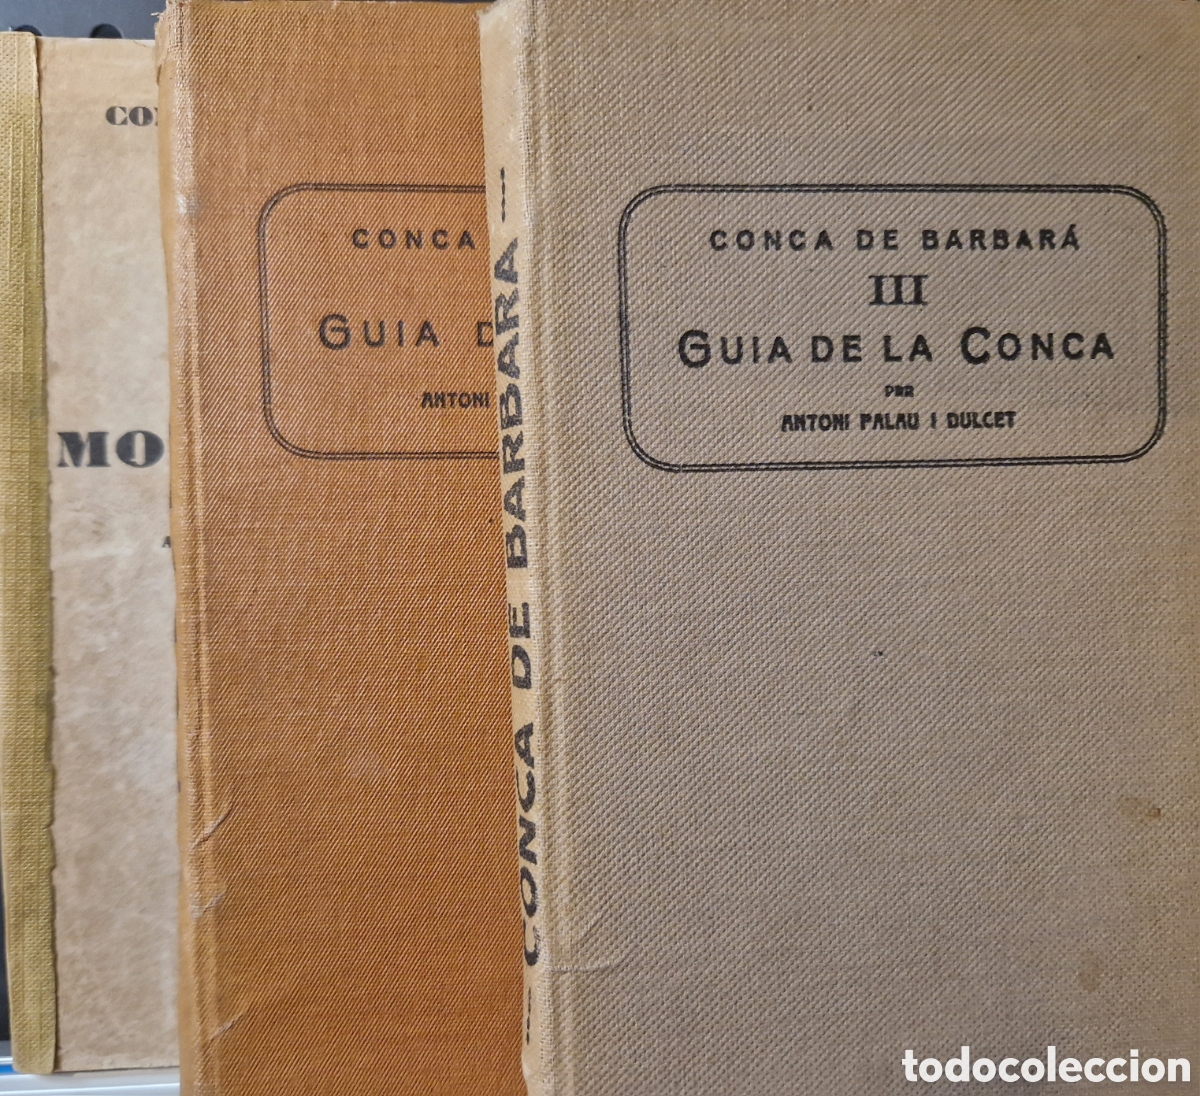 CO
MO
A
CONCA
GUIA D
ANTONI
CONCA DE BARBARA
CONCA DE BARBARÁ
III
GUIA DE LA CONCA
PER
ANTONI PALAU I DULCET
todocoleccion